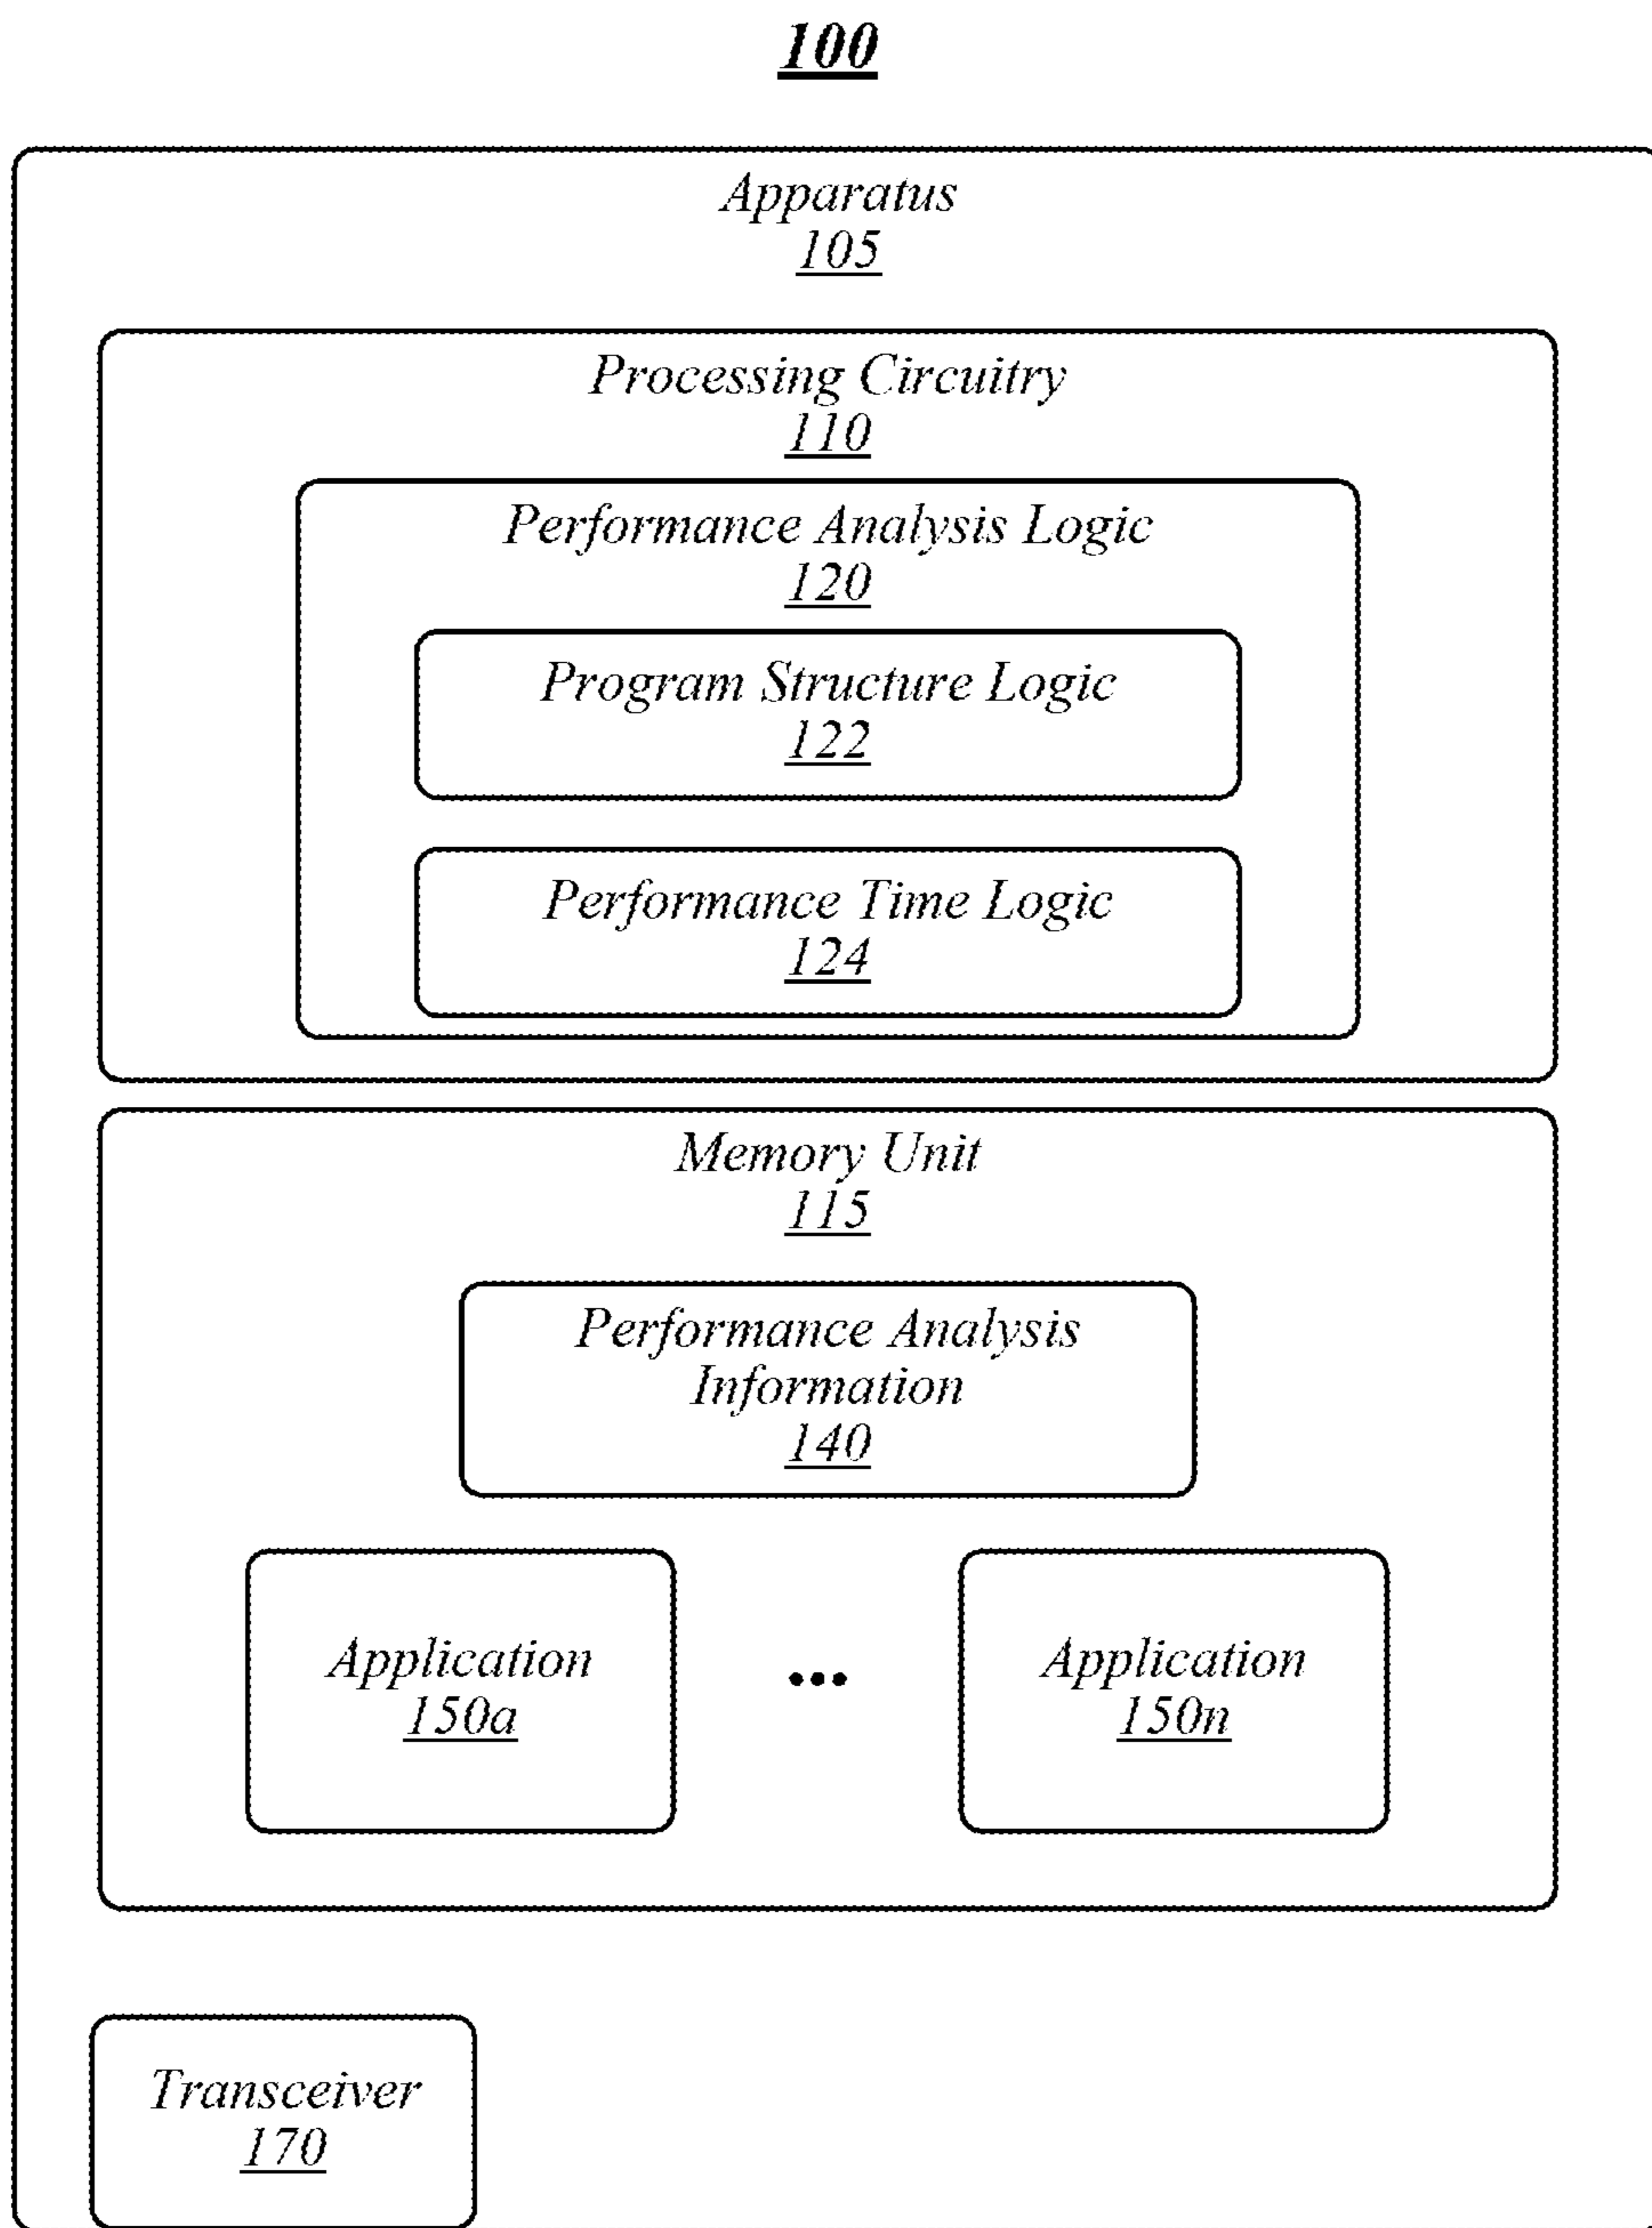 100
Apparatus
105
Processing Circuitry
110
Performance Analysis Logic
120
Program Structure Logic
122
Performance Time Logic
124
Memory Unit
115
Performance Analysis
Information
140
Application
150a
...
Application
150n
Transceiver
170